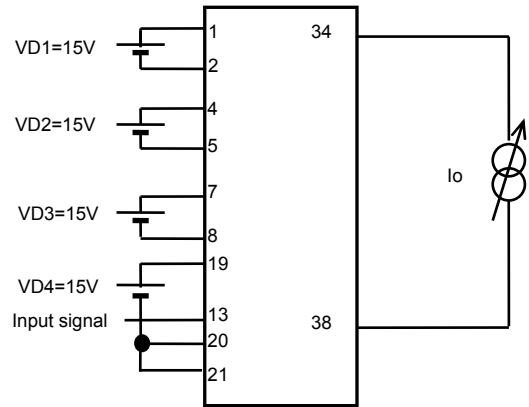 VD1=15V
1
2
VD2=15V
4
5
VD3=15V
7
8
VD4=15V
19
Input signal
13
20
21
34
Io
38